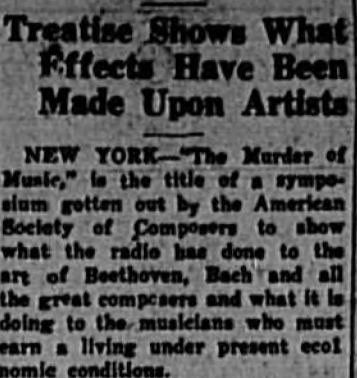 Treatise Shows What
Effects Have Been
Made Upon Artists
NEW YORK—"The Murder of
Music," is the title of a sympo-
sium gotten out by the American
Society of Composers to show
what the radio has done to the
art of Beethoven, Bach and all
the great composers and what it is
doing to the musicians who must
earn a living under present ecol
nomic conditions.